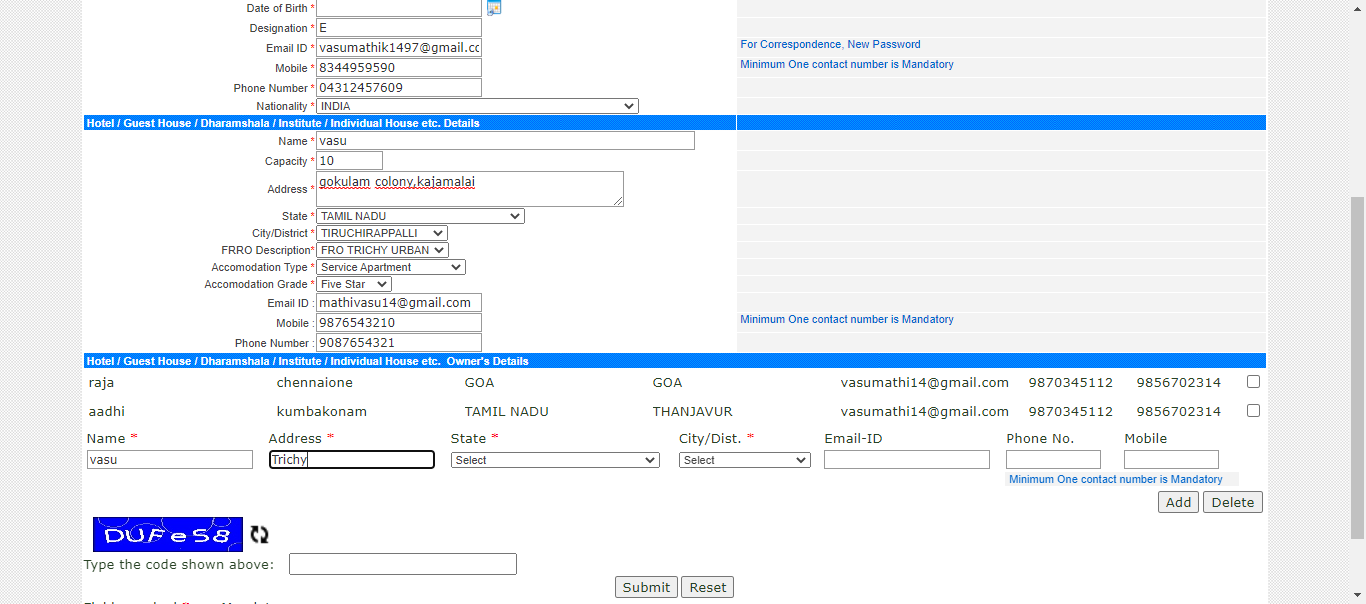 Date of Birth *
Designation * E
Email ID * vasumathik1497@gmail.cc For Correspondence, New Password
Mobile * 8344959590 Minimum One contact number is Mandatory
Phone Number * 04312457609
Nationality * INDIA
Hotel / Guest House / Dharamshala / Institute / Individual House etc. Details
Name * vasu
Capacity * 10
Address * gokulam colony,kajamalai
State * TAMIL NADU
City/District * TIRUCHIRAPPALLI
FRRO Description* FRO TRICHY URBAN
Accomodation Type * Service Apartment
Accomodation Grade * Five Star
Email ID : mathivasu14@gmail.com
Mobile : 9876543210 Minimum One contact number is Mandatory
Phone Number : 9087654321
Hotel / Guest House / Dharamshala / Institute / Individual House etc. Owner's Details
raja chennaione GOA GOA vasumathi14@gmail.com 9870345112 9856702314
aadhi kumbakonam TAMIL NADU THANJAVUR vasumathi14@gmail.com 9870345112 9856702314
Name * Address * State * City/Dist. * Email-ID Phone No. Mobile
vasu Trichy Select Select
Minimum One contact number is Mandatory
Add Delete
DUFeS8
Type the code shown above:
Submit Reset